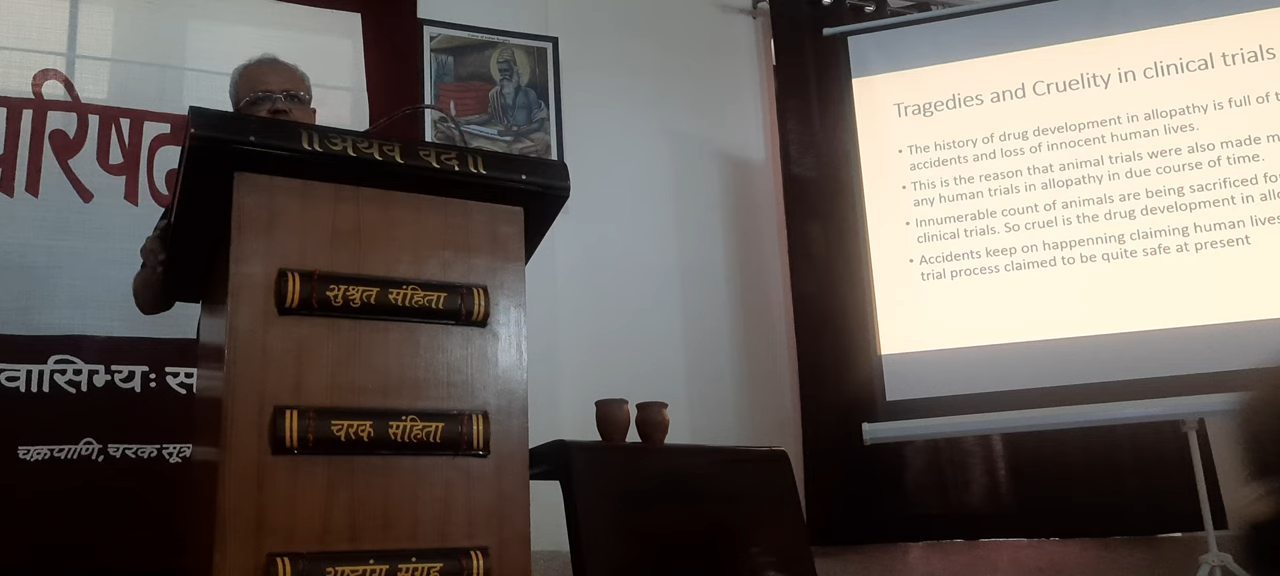 परिषद
वासिभ्यः स
चक्रपाणि, चरक सूत्र
॥अथर्व वेद॥
सुश्रुत संहिता
चरक संहिता
अष्टांग संग्रह
Tragedies and Cruelity in clinical trials
• The history of drug development in allopathy is full of
accidents and loss of innocent human lives.
• This is the reason that animal trials were also made
any human trials in allopathy in due course of time.
• Innumerable count of animals are being sacrificed for
clinical trials. So cruel is the drug development in
• Accidents keep on happenning claiming human lives
trial process claimed to be quite safe at present